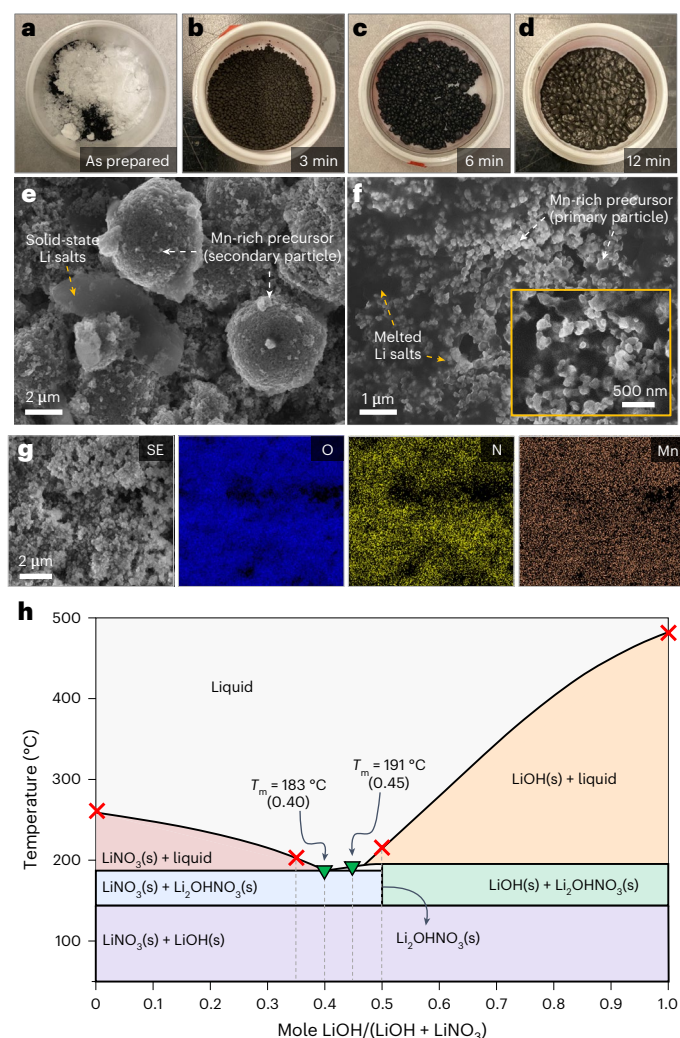 a
b
c
d
As prepared
3 min
6 min
12 min
e
f
Solid-state
Li salts
Mn-rich precursor
(secondary particle)
2 μm
Mn-rich precursor
(primary particle)
Melted
Li salts
1 μm
500 nm
g
SE
O
N
Mn
2 μm
h
500
400
300
200
100
Temperature (°C)
Liquid
Tm = 183 °C
(0.40)
Tm = 191 °C
(0.45)
LiOH(s) + liquid
LiNO3(s) + liquid
LiNO3(s) + Li2OHNO3(s)
LiOH(s) + Li2OHNO3(s)
LiNO3(s) + LiOH(s)
Li2OHNO3(s)
0 0.1 0.2 0.3 0.4 0.5 0.6 0.7 0.8 0.9 1.0
Mole LiOH/(LiOH + LiNO3)